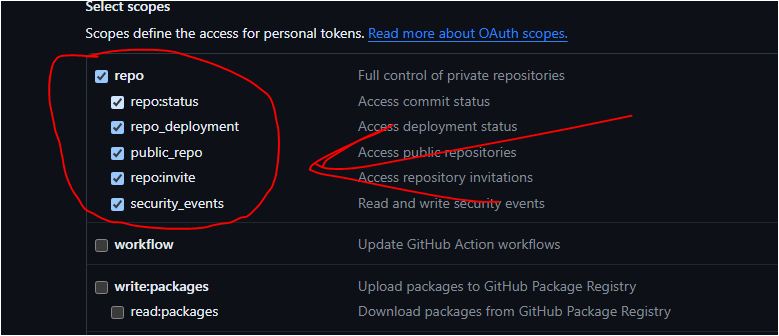 Select scopes
Scopes define the access for personal tokens. Read more about OAuth scopes.
repo Full control of private repositories
repo:status Access commit status
repo_deployment Access deployment status
public_repo Access public repositories
repo:invite Access repository invitations
security_events Read and write security events
workflow Update GitHub Action workflows
write:packages Upload packages to GitHub Package Registry
read:packages Download packages from GitHub Package Registry